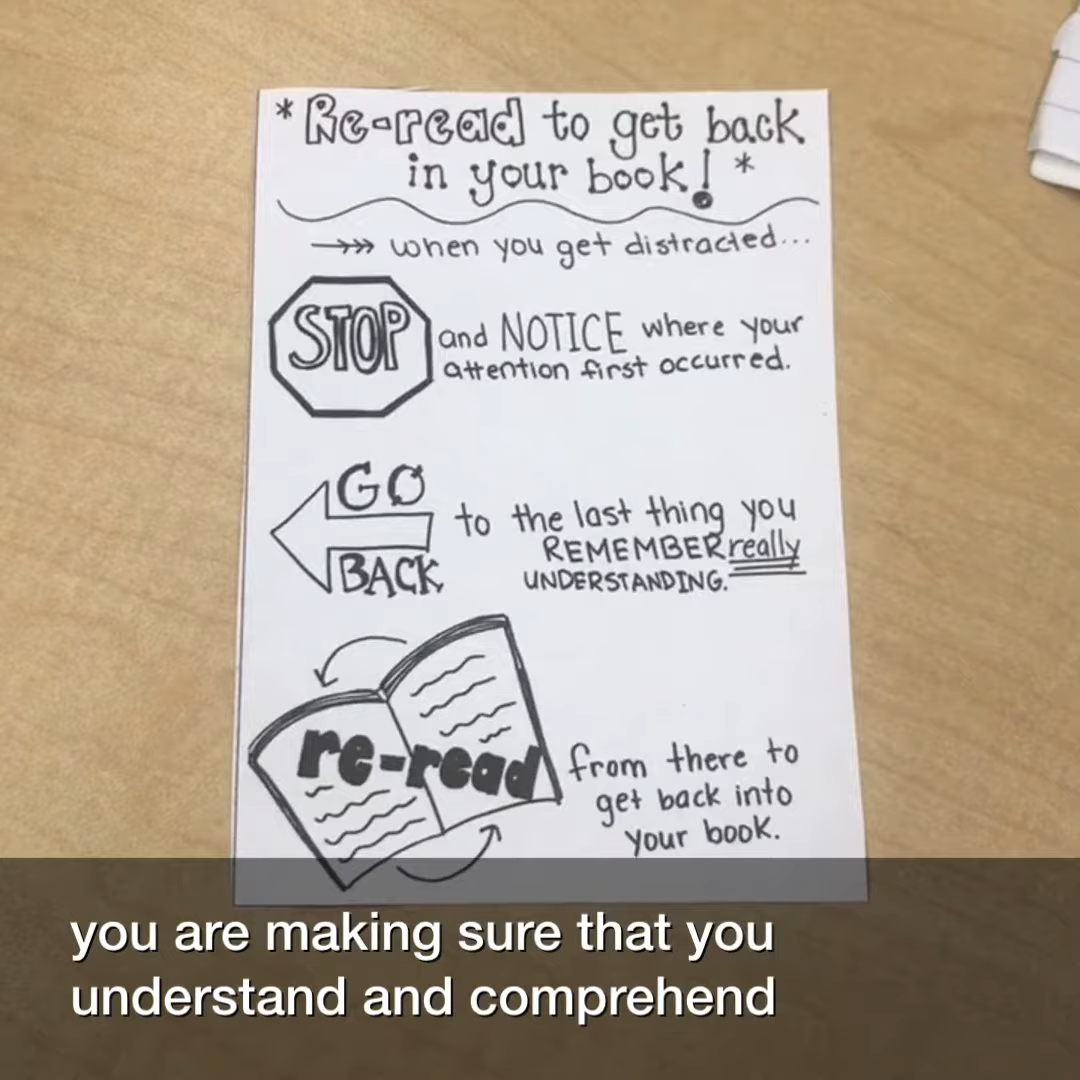 *Re-read to get back
in your book! *
when you get distracted...
STOP and NOTICE where your
attention first occurred.
GO
BACK
to the last thing you
REMEMBER really
UNDERSTANDING.
re-read
from there to
get back into
your book.
you are making sure that you
understand and comprehend